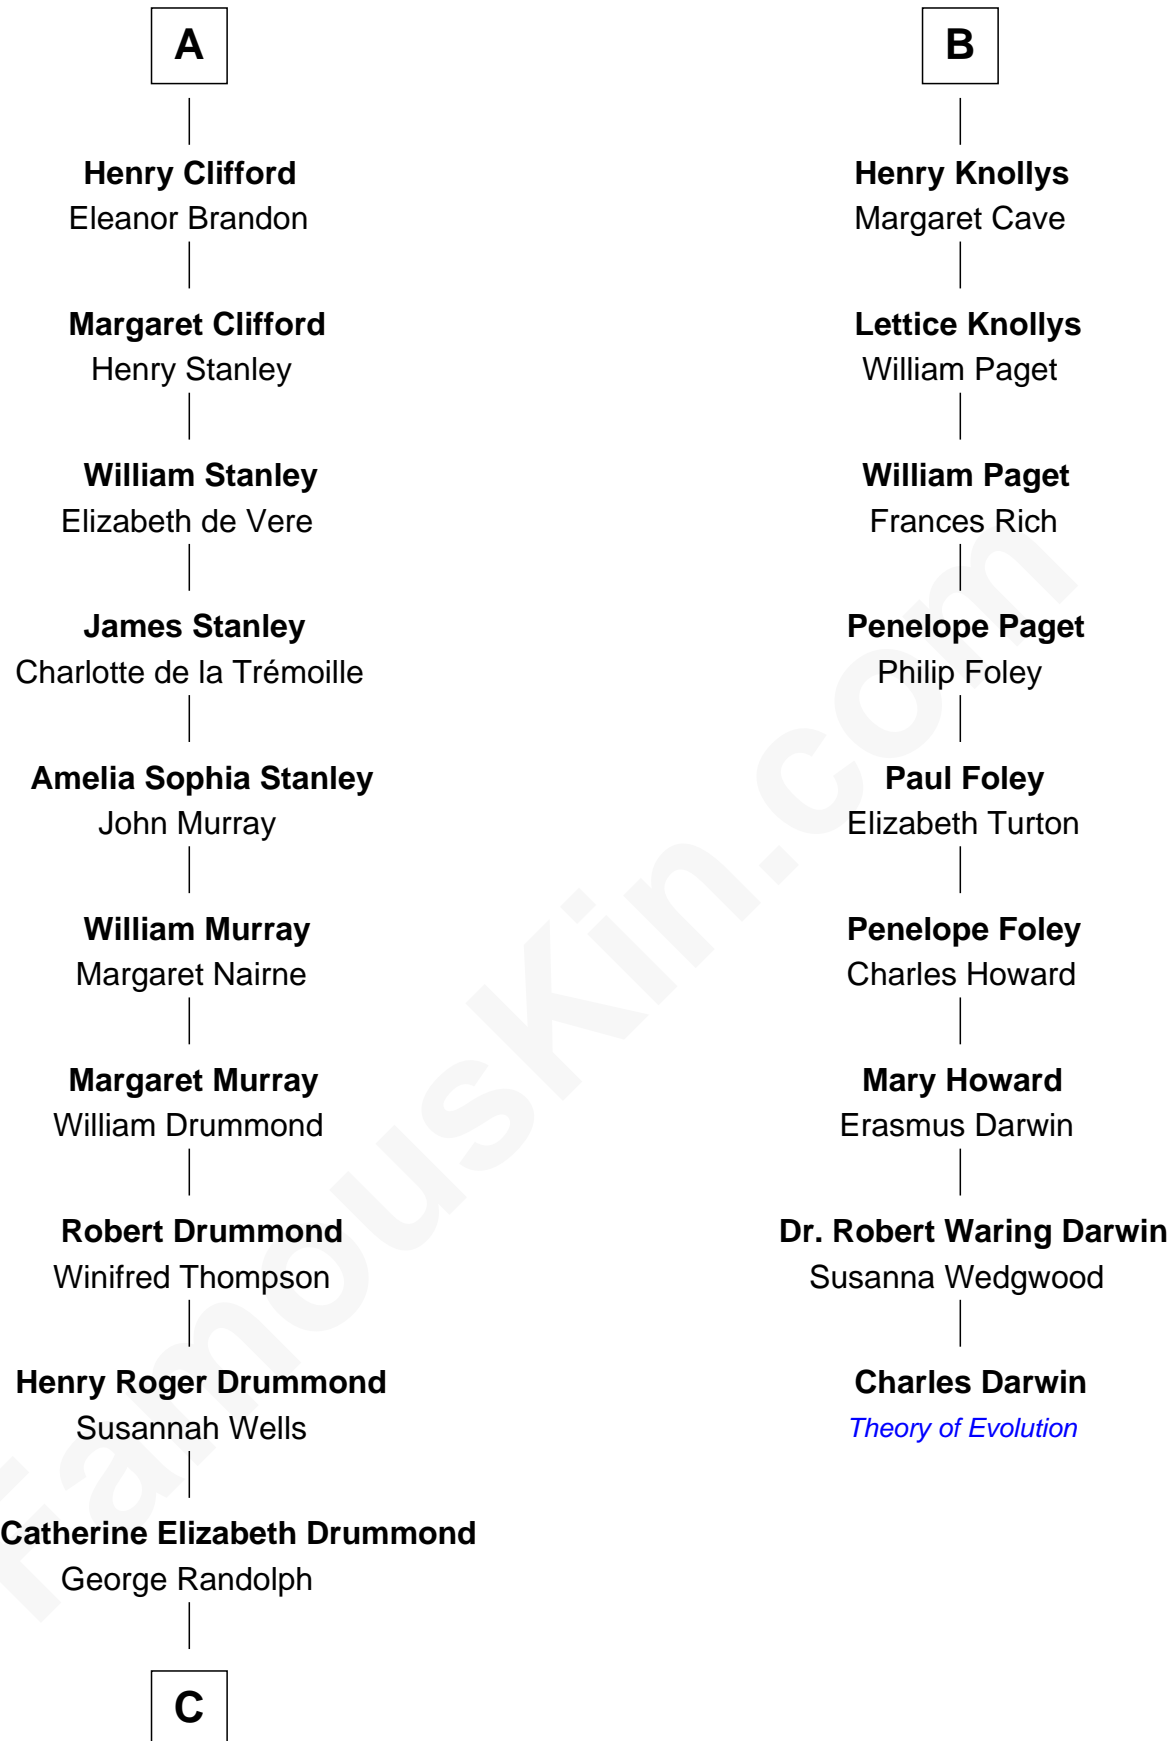 A
Henry Clifford
Eleanor Brandon
Margaret Clifford
Henry Stanley
William Stanley
Elizabeth de Vere
James Stanley
Charlotte de la Trémoille
Amelia Sophia Stanley
John Murray
William Murray
Margaret Nairne
Margaret Murray
William Drummond
Robert Drummond
Winifred Thompson
Henry Roger Drummond
Susannah Wells
Catherine Elizabeth Drummond
George Randolph
C
B
Henry Knollys
Margaret Cave
Lettice Knollys
William Paget
William Paget
Frances Rich
Penelope Paget
Philip Foley
Paul Foley
Elizabeth Turton
Penelope Foley
Charles Howard
Mary Howard
Erasmus Darwin
Dr. Robert Waring Darwin
Susanna Wedgwood
Charles Darwin
Theory of Evolution
FamousKin.com